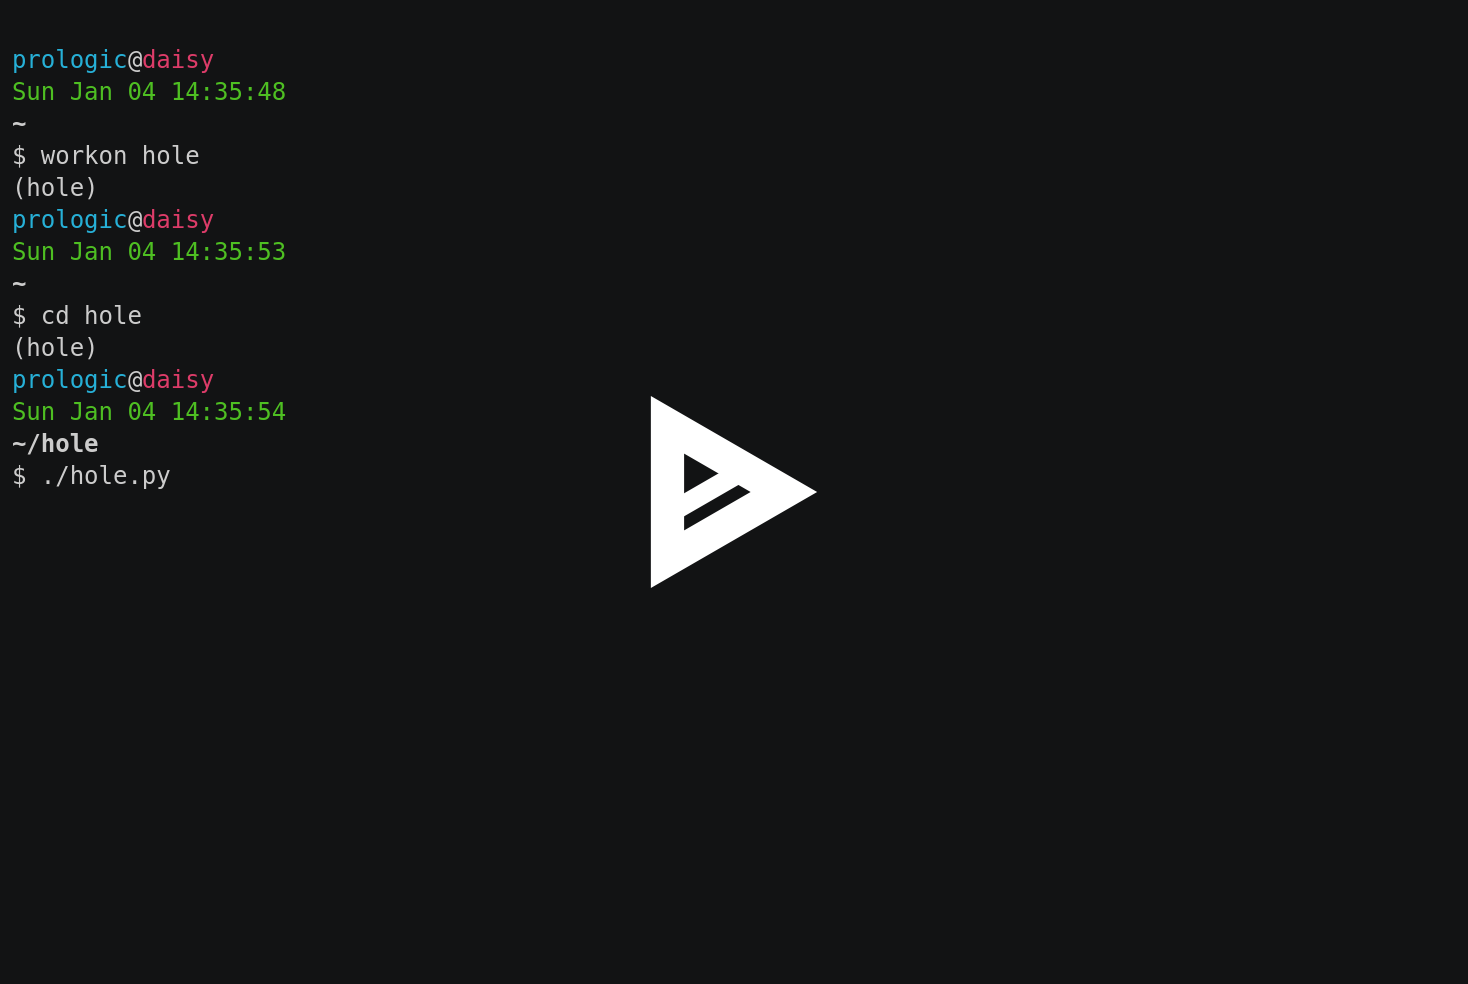 prologic@daisy
Sun Jan 04 14:35:48
~
$ workon hole
(hole)
prologic@daisy
Sun Jan 04 14:35:53
~
$ cd hole
(hole)
prologic@daisy
Sun Jan 04 14:35:54
~/hole
$ ./hole.py